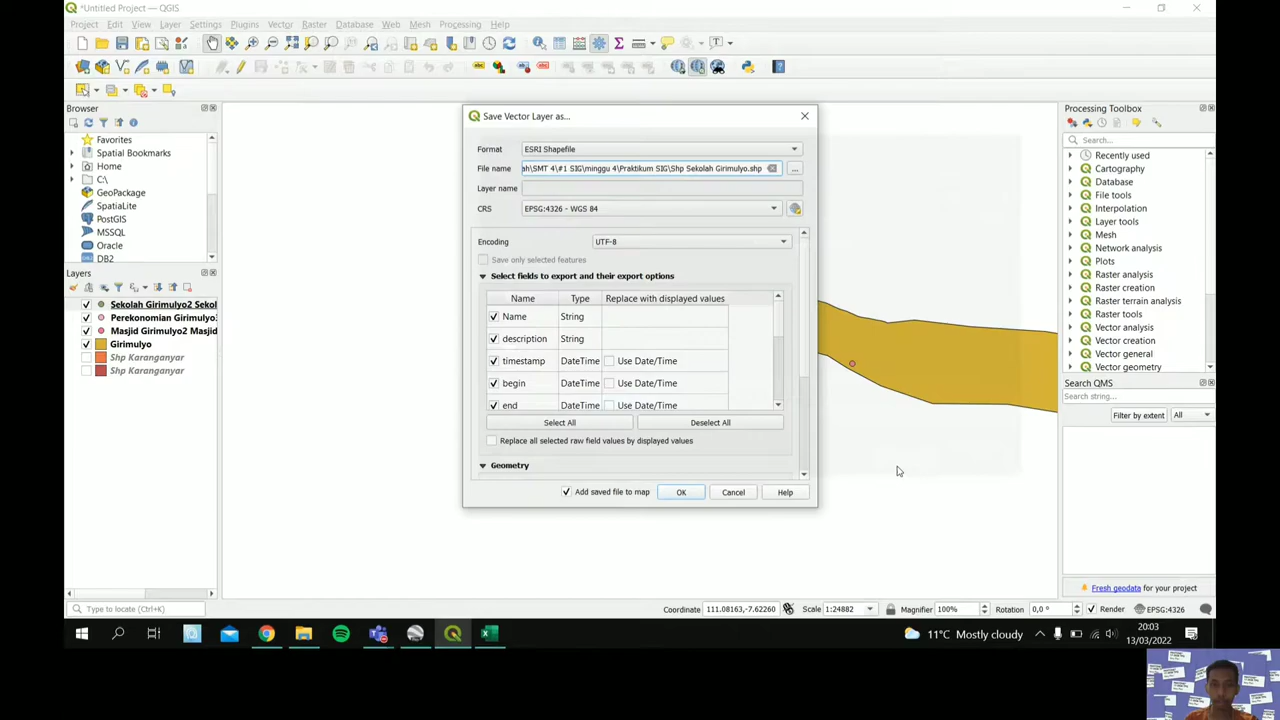 *Untitled Project — QGIS
Project Edit View Layer Settings Plugins Vector Raster Database Web Mesh Processing Help
Browser
Favorites
Spatial Bookmarks
Home
C:\
GeoPackage
SpatiaLite
PostGIS
MSSQL
Oracle
DB2
Layers
Sekolah Girimulyo2 Sekol
Perekonomian Girimulyo
Masjid Girimulyo2 Masjid
Girimulyo
Shp Karanganyar
Shp Karanganyar
Type to locate (Ctrl+K)
Save Vector Layer as...
Format ESRI Shapefile
File name ah\SMT 4\#1 SIG\minggu 4\Praktikum SIG\Shp Sekolah Girimulyo.shp ...
Layer name
CRS EPSG:4326 - WGS 84
Encoding UTF-8
Save only selected features
Select fields to export and their export options
Name Type Replace with displayed values
Name String
description String
timestamp DateTime Use Date/Time
begin DateTime Use Date/Time
end DateTime Use Date/Time
Select All Deselect All
Replace all selected raw field values by displayed values
Geometry
Add saved file to map OK Cancel Help
Processing Toolbox
Search...
Recently used
Cartography
Database
File tools
Interpolation
Layer tools
Mesh
Network analysis
Plots
Raster analysis
Raster creation
Raster terrain analysis
Raster tools
Vector analysis
Vector creation
Vector general
Vector geometry
Search QMS
Search string...
Filter by extent All
Fresh geodata for your project
Coordinate 111.08163,-7.62260 Scale 1:24882 Magnifier 100% Rotation 0,0 ° Render EPSG:4326
11°C Mostly cloudy
20:03
13/03/2022